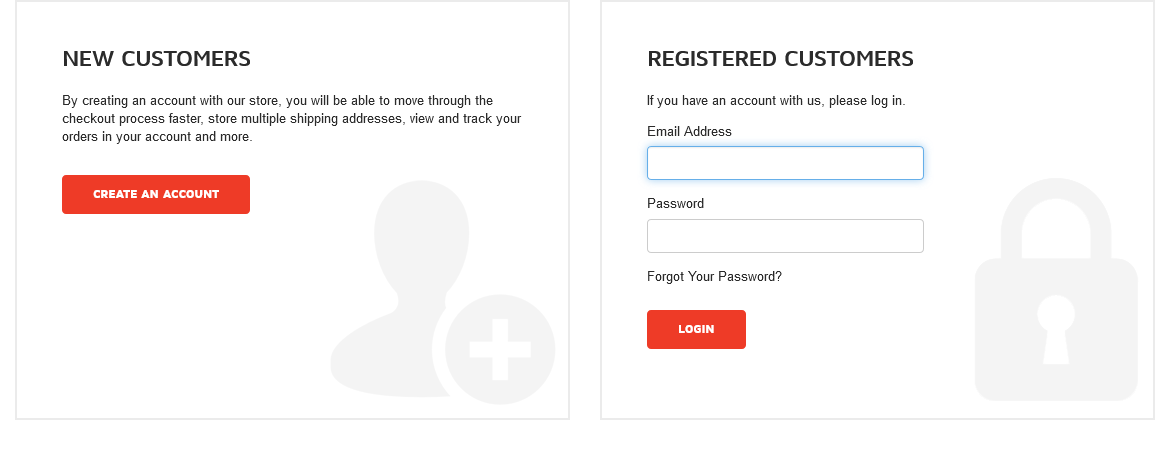 NEW CUSTOMERS
By creating an account with our store, you will be able to move through the
checkout process faster, store multiple shipping addresses, view and track your
orders in your account and more.
CREATE AN ACCOUNT
REGISTERED CUSTOMERS
If you have an account with us, please log in.
Email Address
Password
Forgot Your Password?
LOGIN